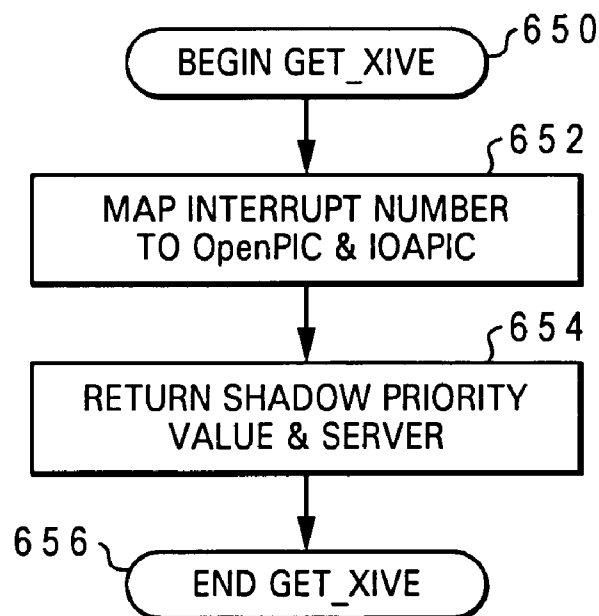 650
BEGIN GET_XIVE
652
MAP INTERRUPT NUMBER
TO OpenPIC & IOAPIC
654
RETURN SHADOW PRIORITY
VALUE & SERVER
656
END GET_XIVE